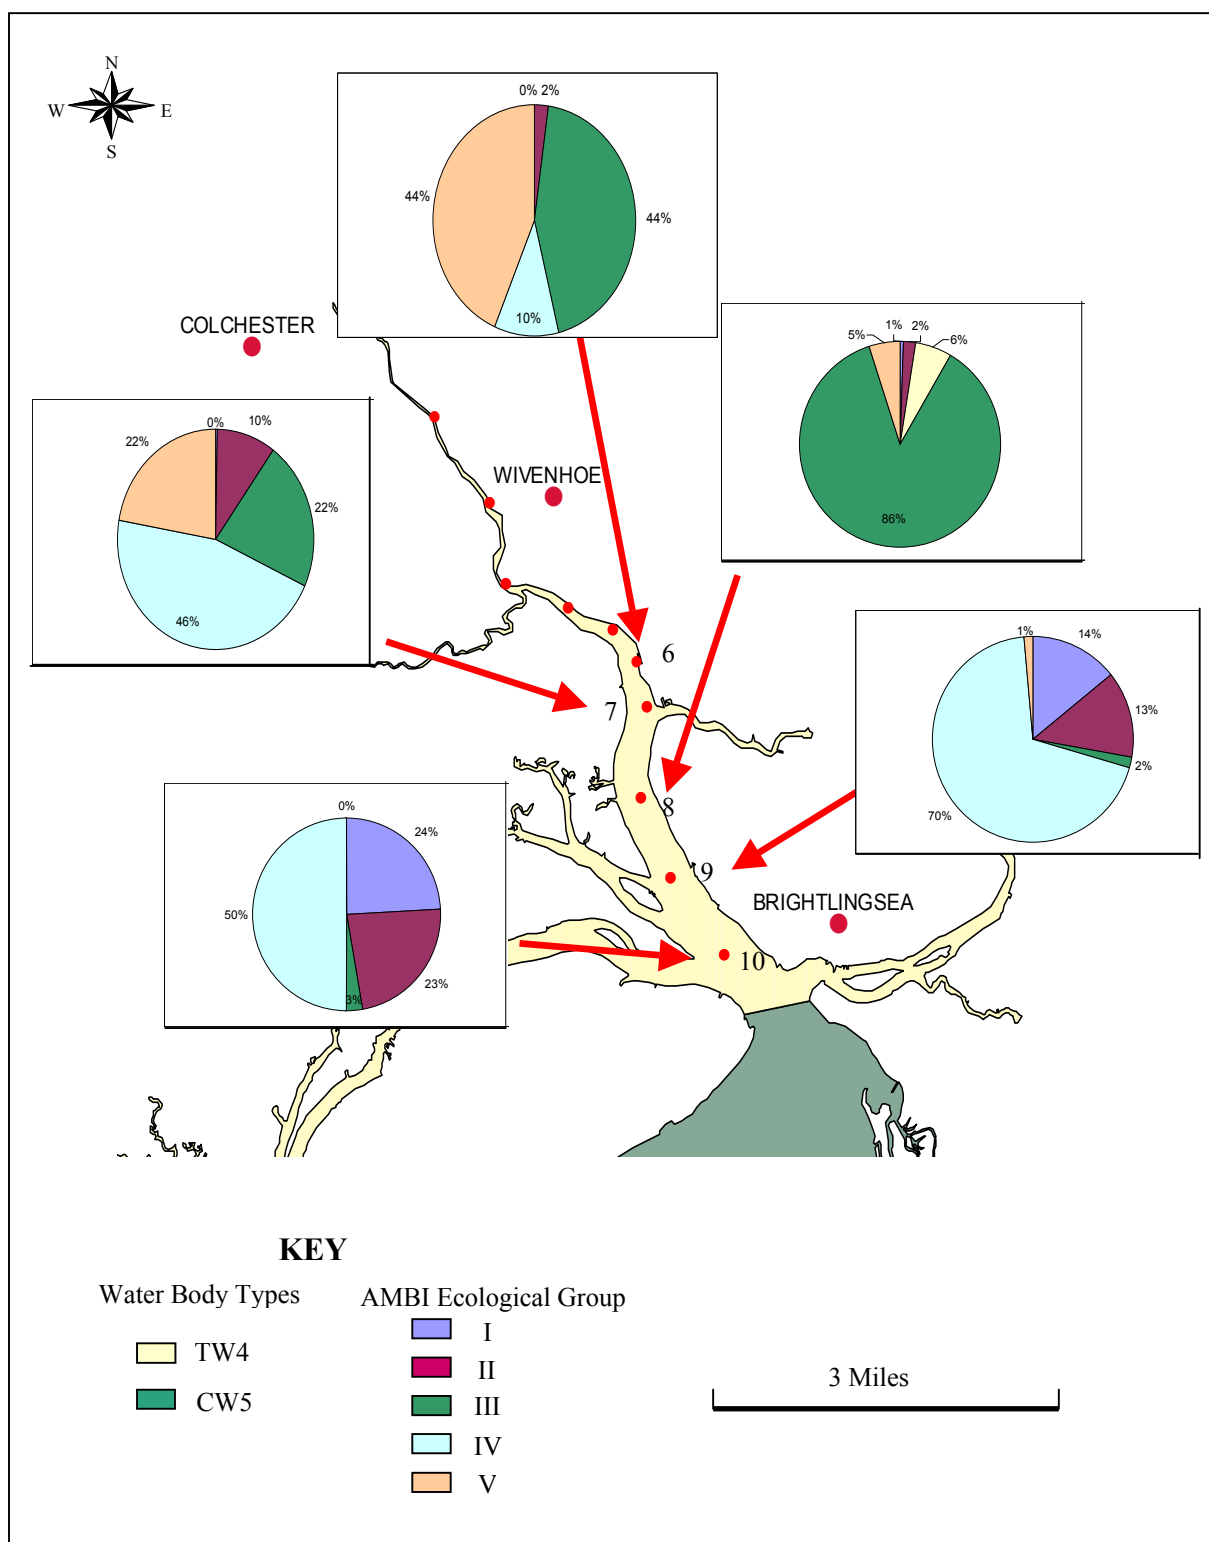 N
W E
S
0% 2%
44%
44%
10%
COLCHESTER
5% 1% 2%
6%
86%
0% 10%
22%
22%
46%
WIVENHOE
6
7
8
9
10
1% 14%
13%
2%
70%
0%
24%
50%
23%
3%
BRIGHTLINGSEA
KEY
Water Body Types
TW4
CW5
AMBI Ecological Group
I
II
III
IV
V
3 Miles